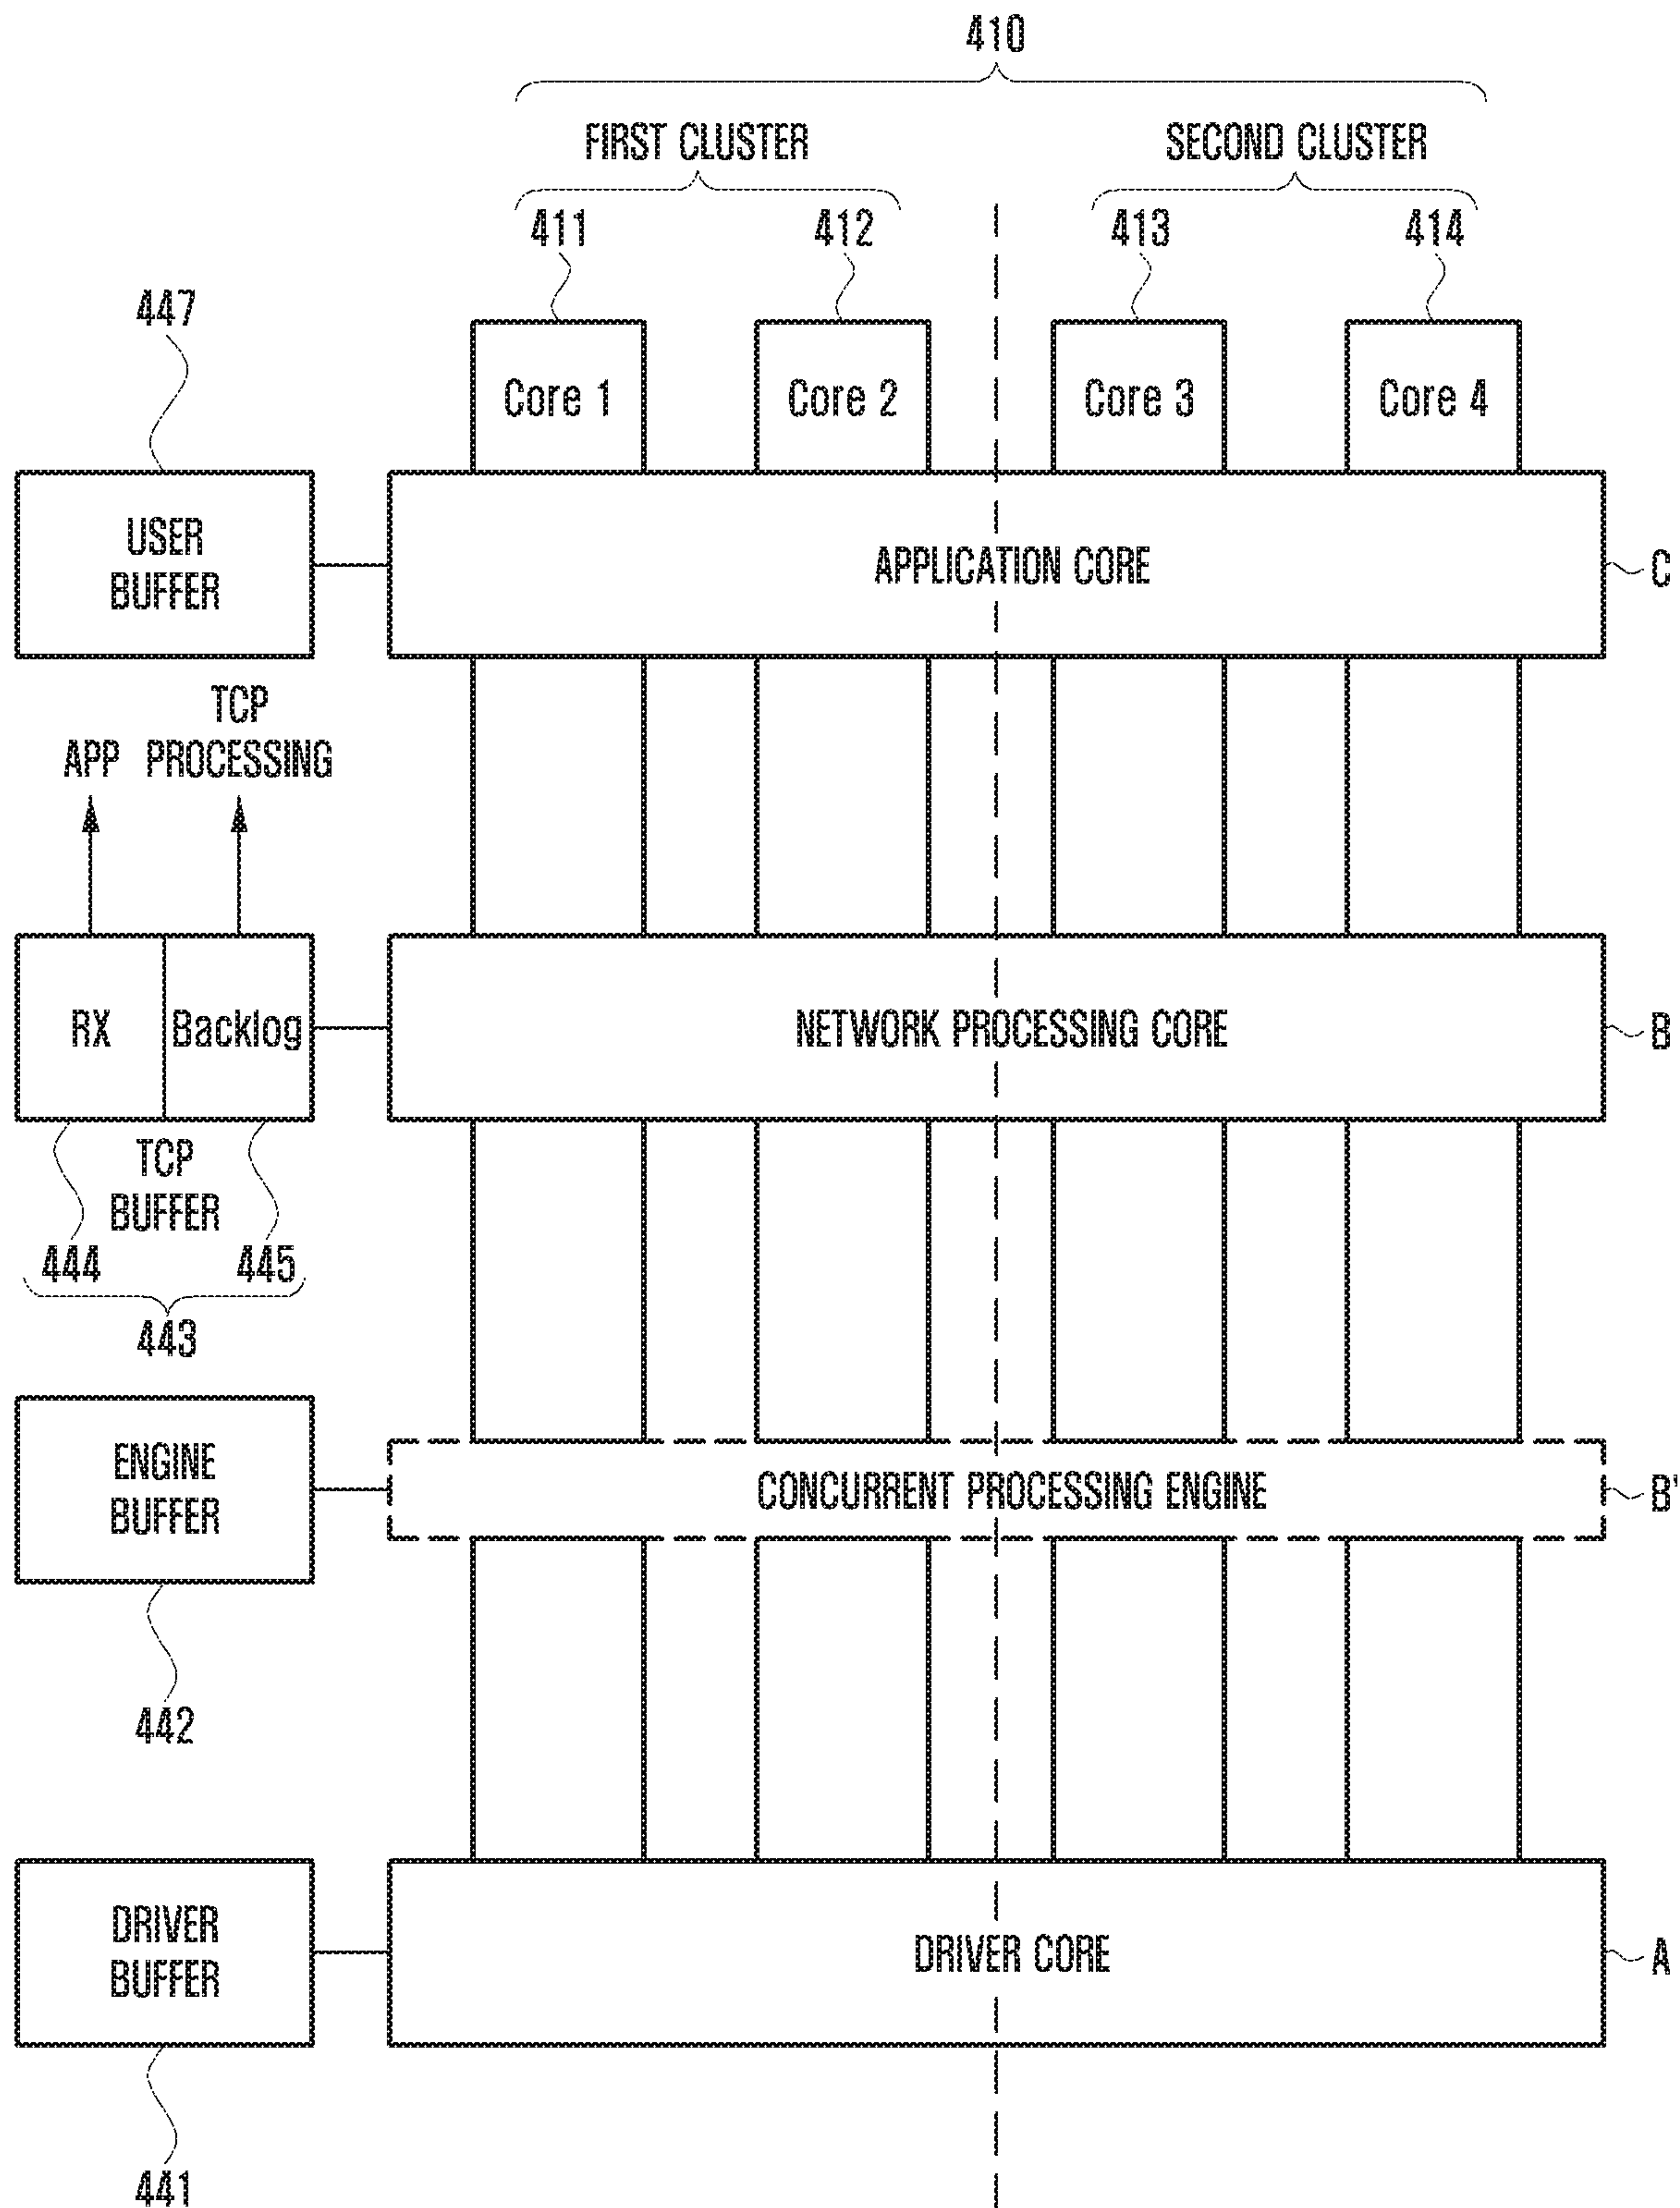 410
FIRST CLUSTER SECOND CLUSTER
411 412 413 414
447
Core 1 Core 2 Core 3 Core 4
USER
BUFFER
APPLICATION CORE
C
TCP
APP PROCESSING
RX Backlog
NETWORK PROCESSING CORE
B
TCP
BUFFER
444 445
443
ENGINE
BUFFER
CONCURRENT PROCESSING ENGINE
B'
442
DRIVER
BUFFER
DRIVER CORE
A
441